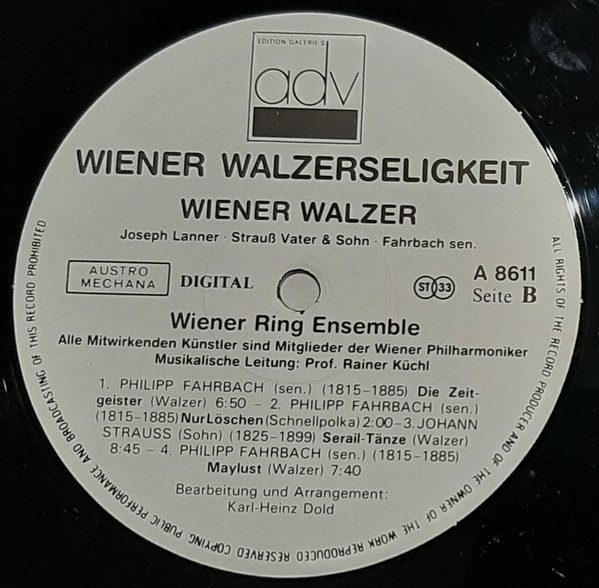 EDITION GALERIE S
adv
WIENER WALZERSELIGKEIT
WIENER WALZER
Joseph Lanner · Strauß Vater & Sohn · Fahrbach sen.
AUSTRO
MECHANA
DIGITAL
ST 33
A 8611
Seite B
Wiener Ring Ensemble
Alle Mitwirkenden Künstler sind Mitglieder der Wiener Philharmoniker
Musikalische Leitung: Prof. Rainer Küchl
1. PHILIPP FAHRBACH (sen.) (1815-1885) Die Zeit-
geister (Walzer) 6:50 – 2. PHILIPP FAHRBACH (sen.)
(1815-1885) Nur Löschen (Schnellpolka) 2:00 – 3. JOHANN
STRAUSS (Sohn) (1825-1899) Serail-Tänze (Walzer)
8:45 – 4. PHILIPP FAHRBACH (sen.) (1815-1885)
Maylust (Walzer) 7:40
Bearbeitung und Arrangement:
Karl-Heinz Dold
ALL RIGHTS OF THE RECORD PRODUCER AND OF THE OWNER OF THE WORK REPRODUCED RESERVED COPYING PUBLIC PERFORMANCE AND BROADCASTING OF THIS RECORD PROHIBITED